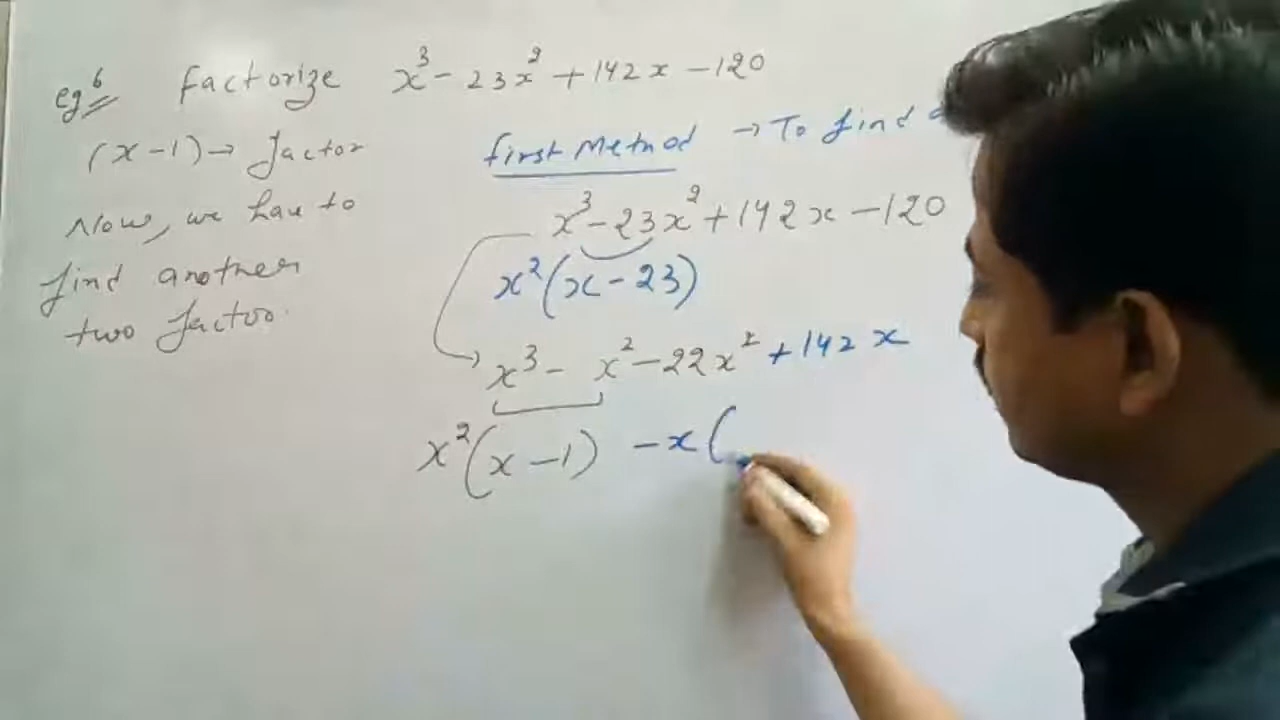 eg 6 Factorize x³ - 23x² + 142x - 120
(x-1) → factor
Now, we have to
find another
two factor.
first Method → To find
x³ - 23x² + 142x - 120
x²(x - 23)
x³ - x² - 22x² + 142x
x²(x - 1) - x(